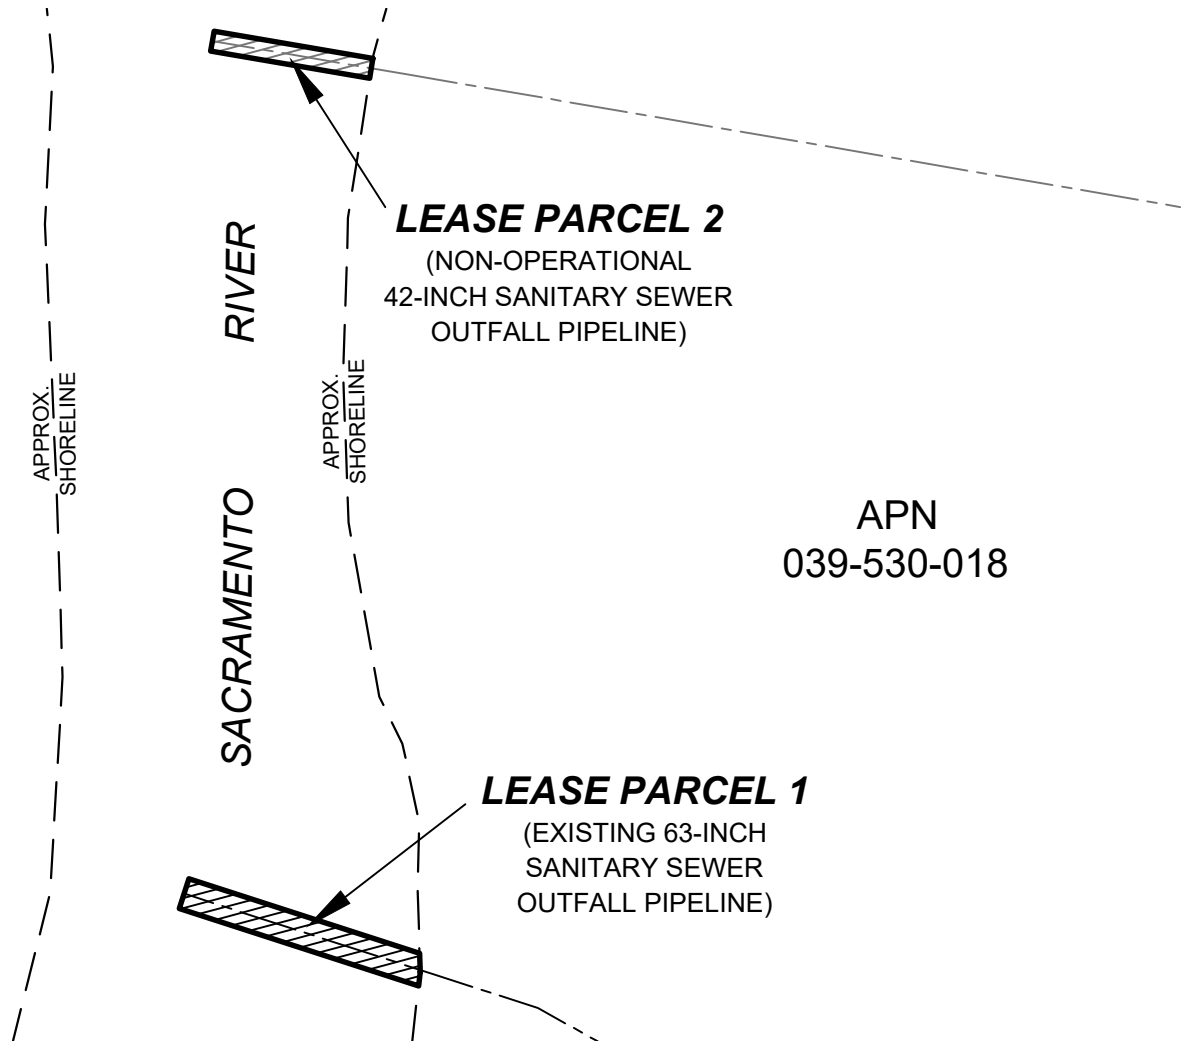 LEASE PARCEL 2
(NON-OPERATIONAL
42-INCH SANITARY SEWER
OUTFALL PIPELINE)
SACRAMENTO RIVER
APPROX.
SHORELINE
APPROX.
SHORELINE
APN
039-530-018
LEASE PARCEL 1
(EXISTING 63-INCH
SANITARY SEWER
OUTFALL PIPELINE)